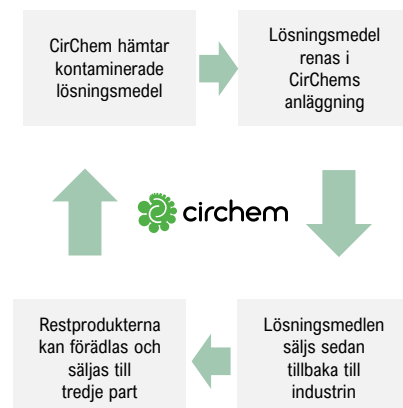 CirChem hämtar
kontaminerade
lösningsmedel
Lösningsmedel
renas i
CirChems
anläggning
circhem
Restprodukterna
kan förädlas och
säljas till
tredje part
Lösningsmedlen
säljs sedan
tillbaka till
industrin